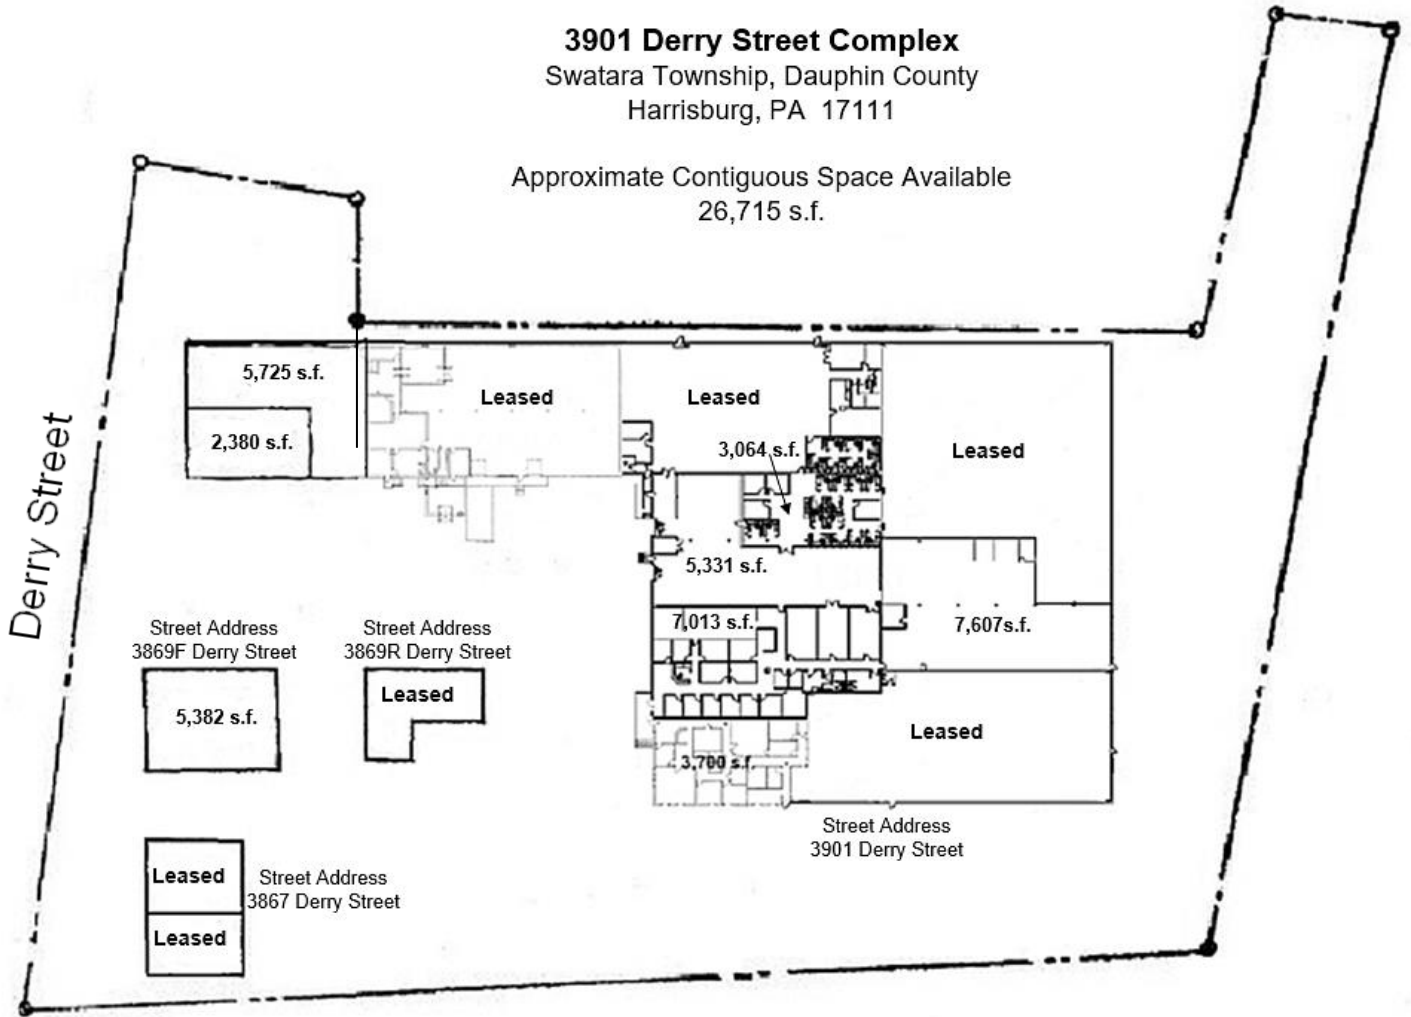 3901 Derry Street Complex
Swatara Township, Dauphin County
Harrisburg, PA 17111
Approximate Contiguous Space Available
26,715 s.f.
5,725 s.f.
2,380 s.f.
Leased
Leased
3,064 s.f.
Leased
Derry Street
5,331 s.f.
7,013 s.f.
7,607s.f.
Street Address
3869F Derry Street
5,382 s.f.
Street Address
3869R Derry Street
Leased
3,700 s.f.
Leased
Street Address
3901 Derry Street
Leased
Street Address
3867 Derry Street
Leased